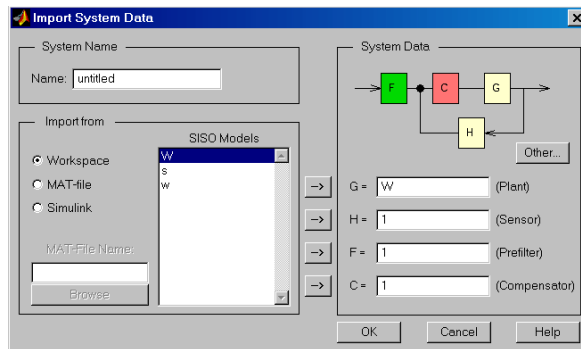 Import System Data
System Name
Name: untitled
Import from
Workspace
MAT-file
Simulink
MAT-File Name:
Browse
SISO Models
W
s
w
-->
-->
-->
-->
System Data
F
C
G
H
Other...
G = W (Plant)
H = 1 (Sensor)
F = 1 (Prefilter)
C = 1 (Compensator)
OK
Cancel
Help